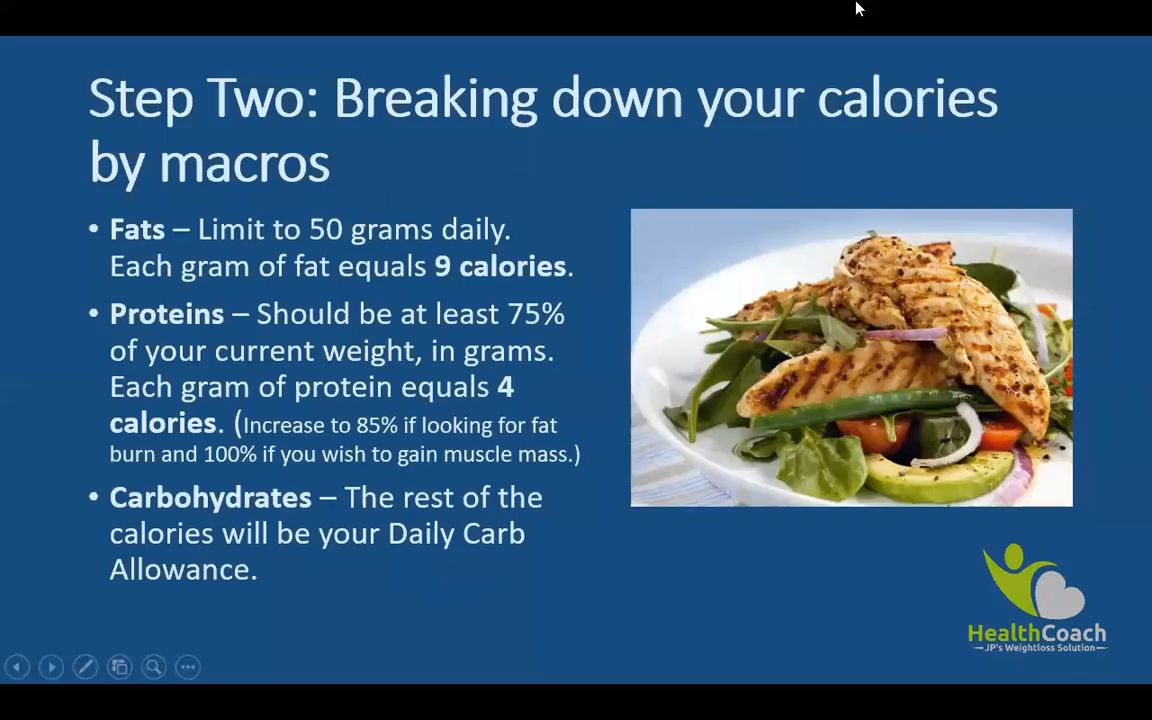 Step Two: Breaking down your calories
by macros
• Fats – Limit to 50 grams daily.
Each gram of fat equals 9 calories.
• Proteins – Should be at least 75%
of your current weight, in grams.
Each gram of protein equals 4
calories. (Increase to 85% if looking for fat
burn and 100% if you wish to gain muscle mass.)
• Carbohydrates – The rest of the
calories will be your Daily Carb
Allowance.
HealthCoach
JP's Weightloss Solution